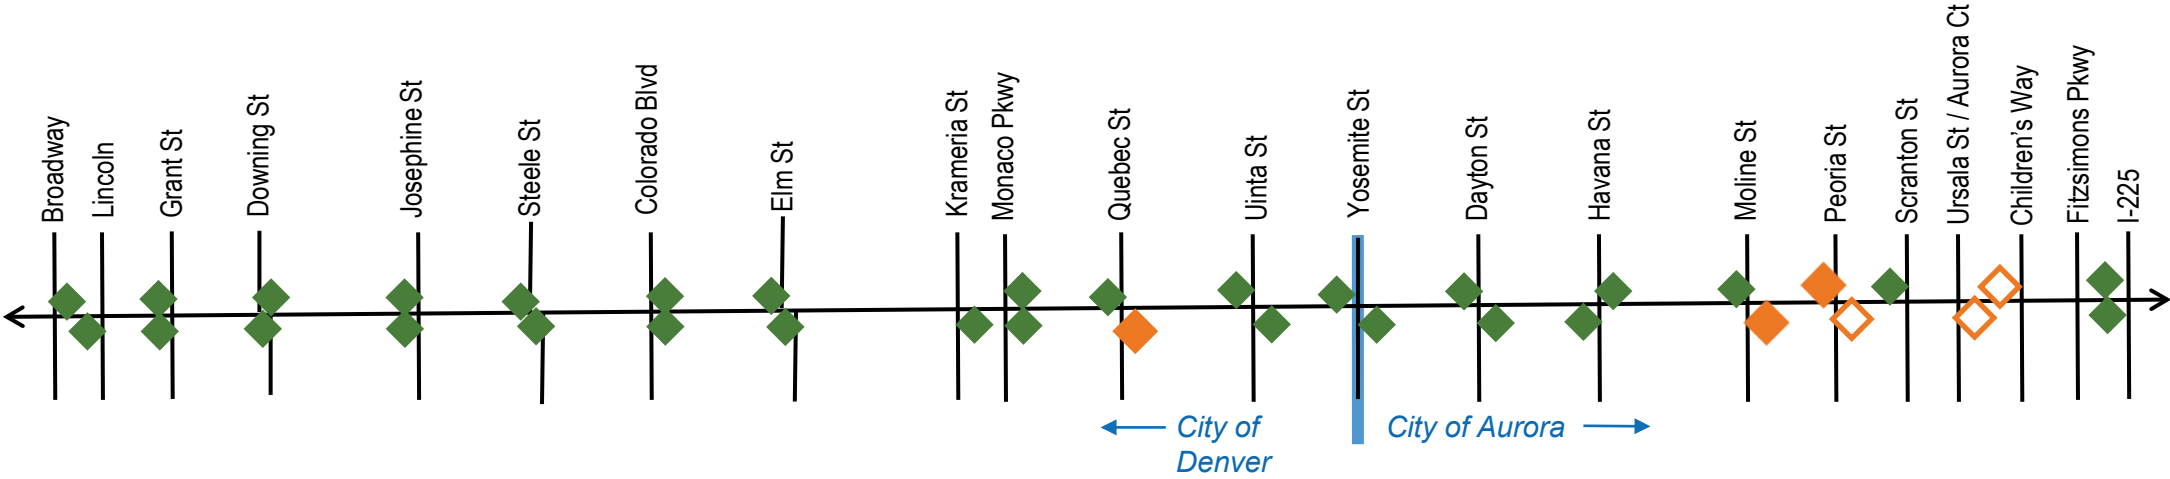 Broadway
Lincoln
Grant St
Downing St
Josephine St
Steele St
Colorado Blvd
Elm St
Krameria St
Monaco Pkwy
Quebec St
Uinta St
Yosemite St
Dayton St
Havana St
Moline St
Peoria St
Scranton St
Ursala St / Aurora Ct
Children's Way
Fitzsimons Pkwy
I-225
City of
Denver
City of Aurora